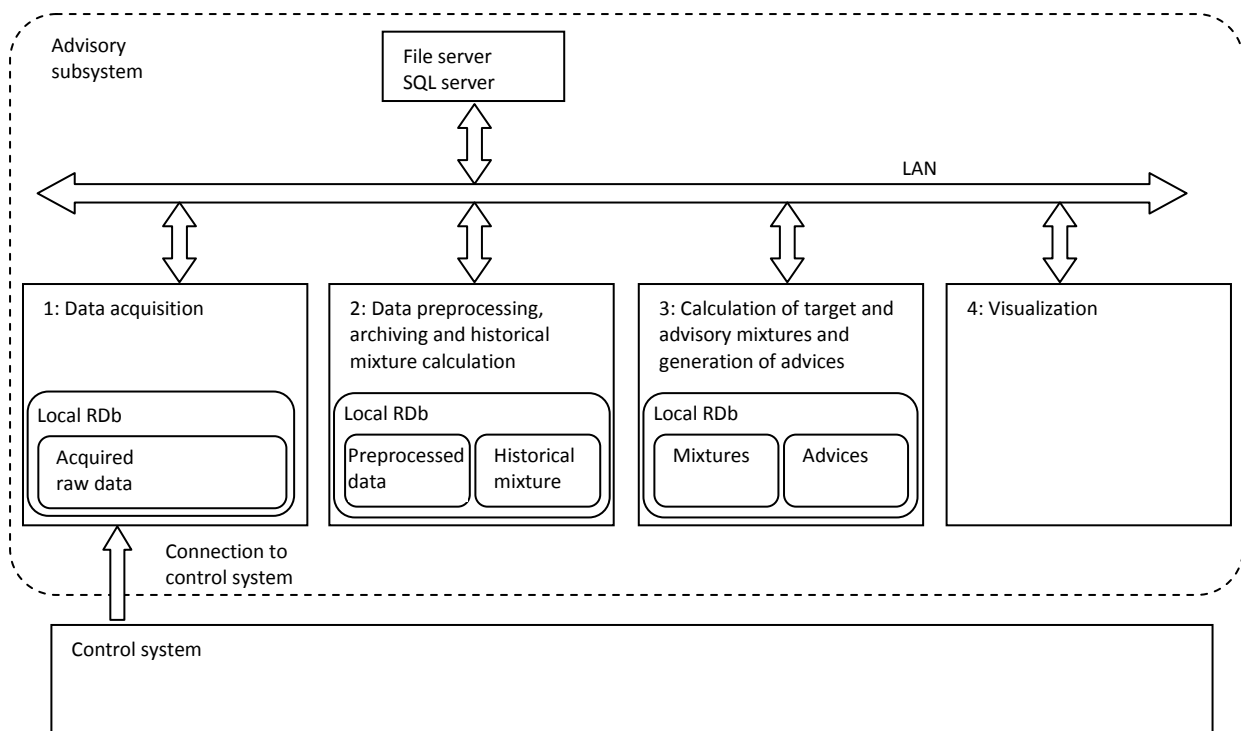 Advisory
subsystem
File server
SQL server
LAN
1: Data acquisition
Local RDb
Acquired
raw data
2: Data preprocessing,
archiving and historical
mixture calculation
Local RDb
Preprocessed
data
Historical
mixture
3: Calculation of target and
advisory mixtures and
generation of advices
Local RDb
Mixtures
Advices
4: Visualization
Connection to
control system
Control system